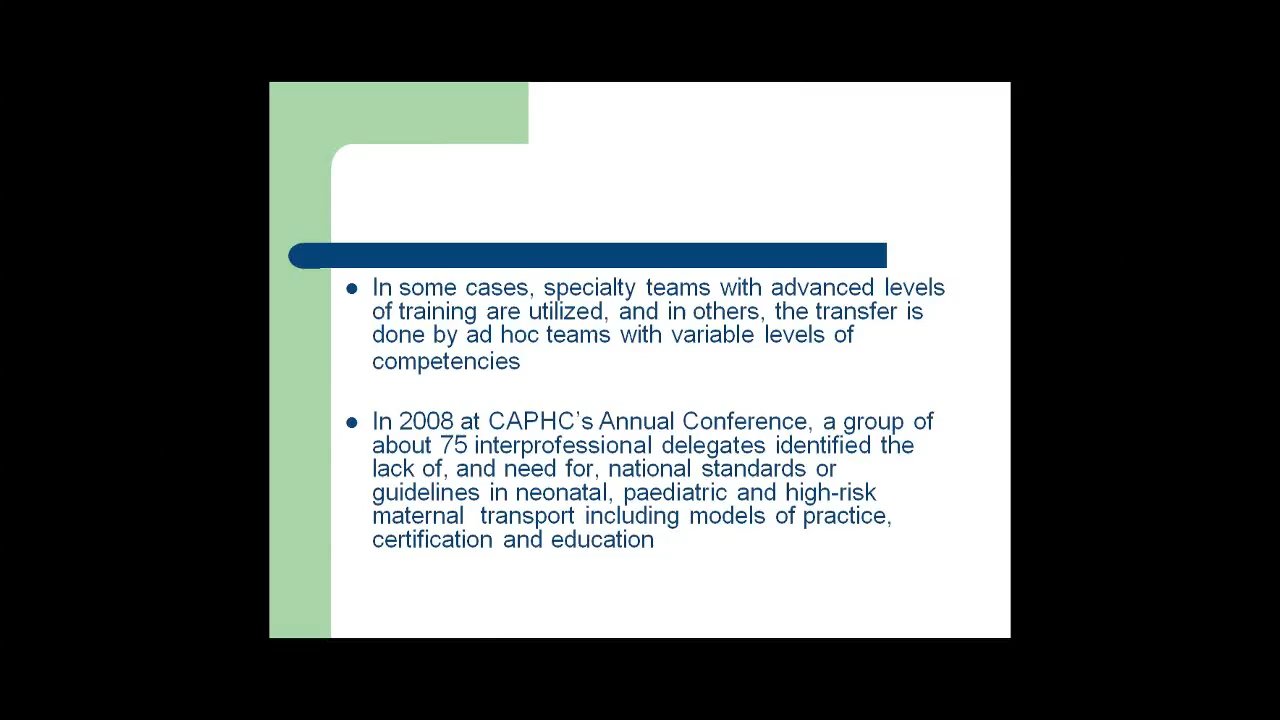 In some cases, specialty teams with advanced levels
of training are utilized, and in others, the transfer is
done by ad hoc teams with variable levels of
competencies
In 2008 at CAPHC’s Annual Conference, a group of
about 75 interprofessional delegates identified the
lack of, and need for, national standards or
guidelines in neonatal, paediatric and high-risk
maternal  transport including models of practice,
certification and education